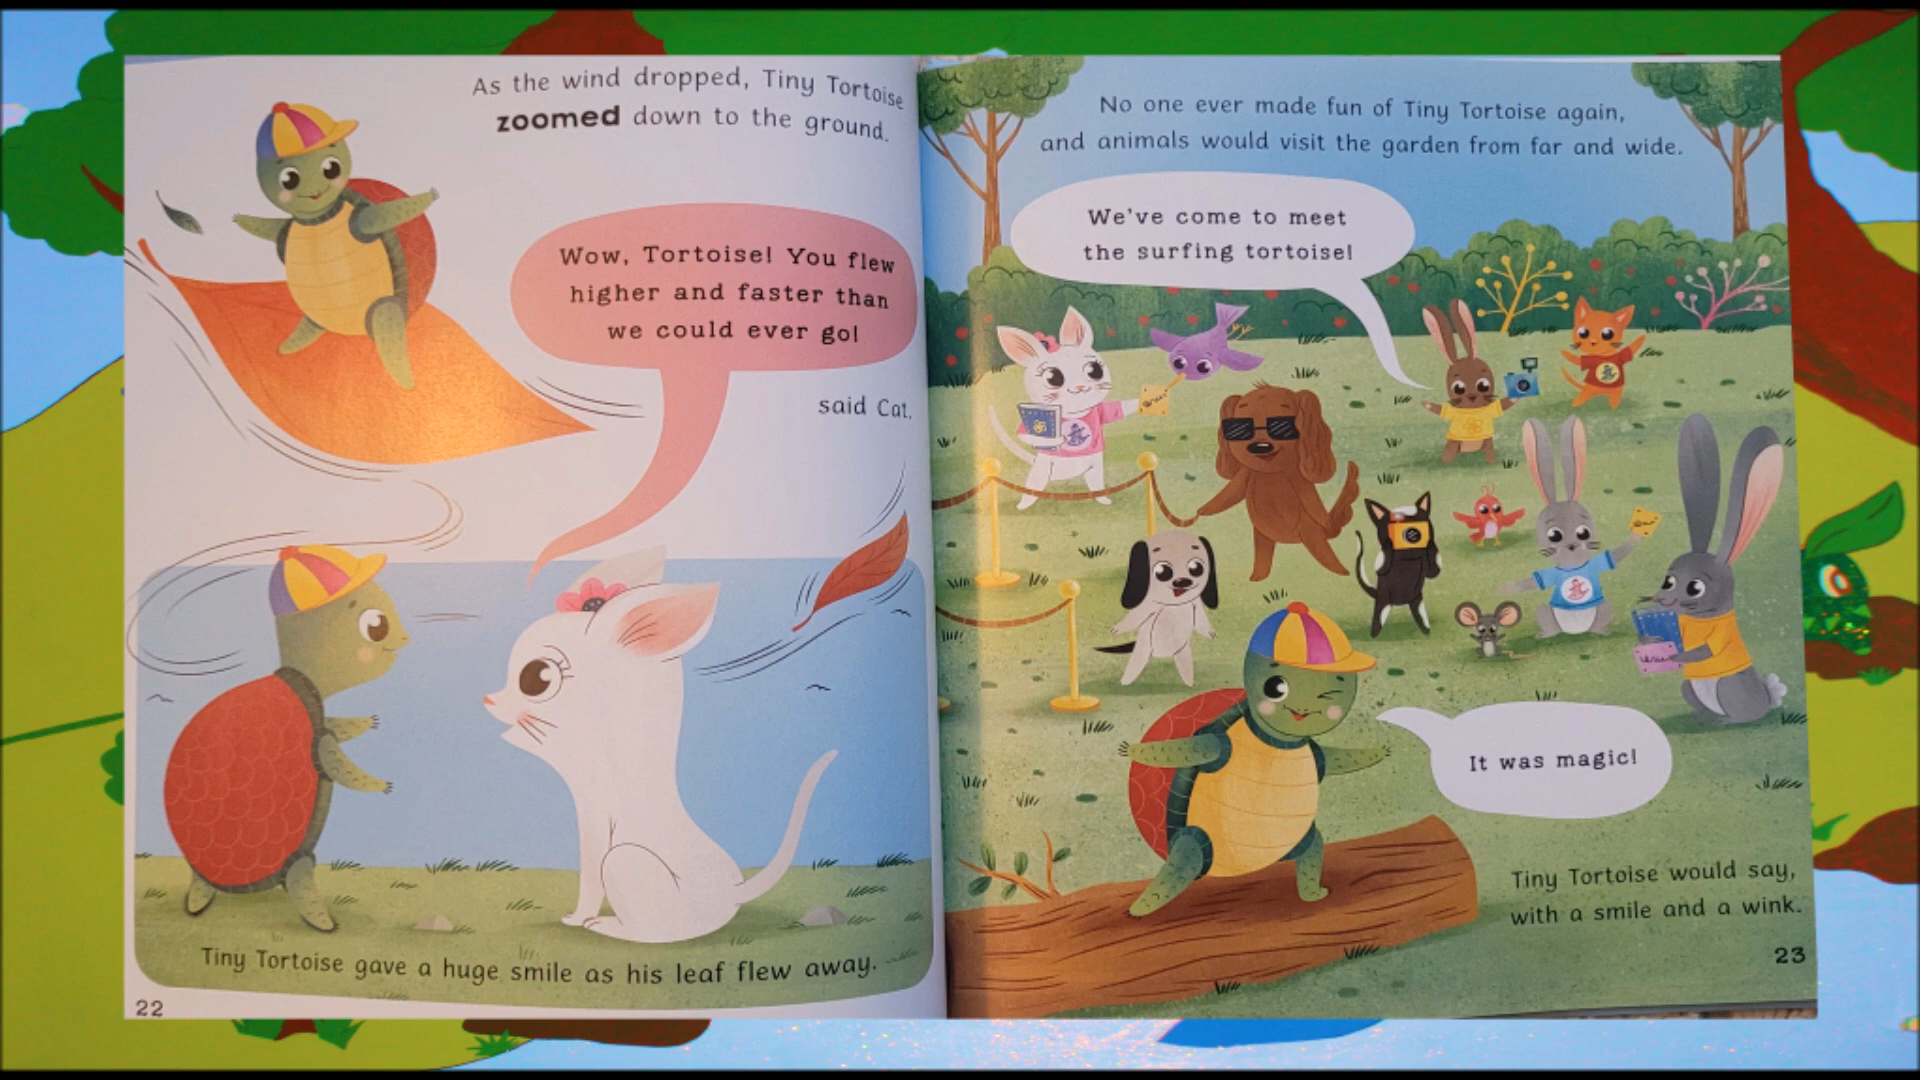 As the wind dropped, Tiny Tortoise
zoomed down to the ground.
Wow, Tortoise! You flew
higher and faster than
we could ever go!
said Cat.
Tiny Tortoise gave a huge smile as his leaf flew away.
22
No one ever made fun of Tiny Tortoise again,
and animals would visit the garden from far and wide.
We've come to meet
the surfing tortoise!
It was magic!
Tiny Tortoise would say,
with a smile and a wink.
23